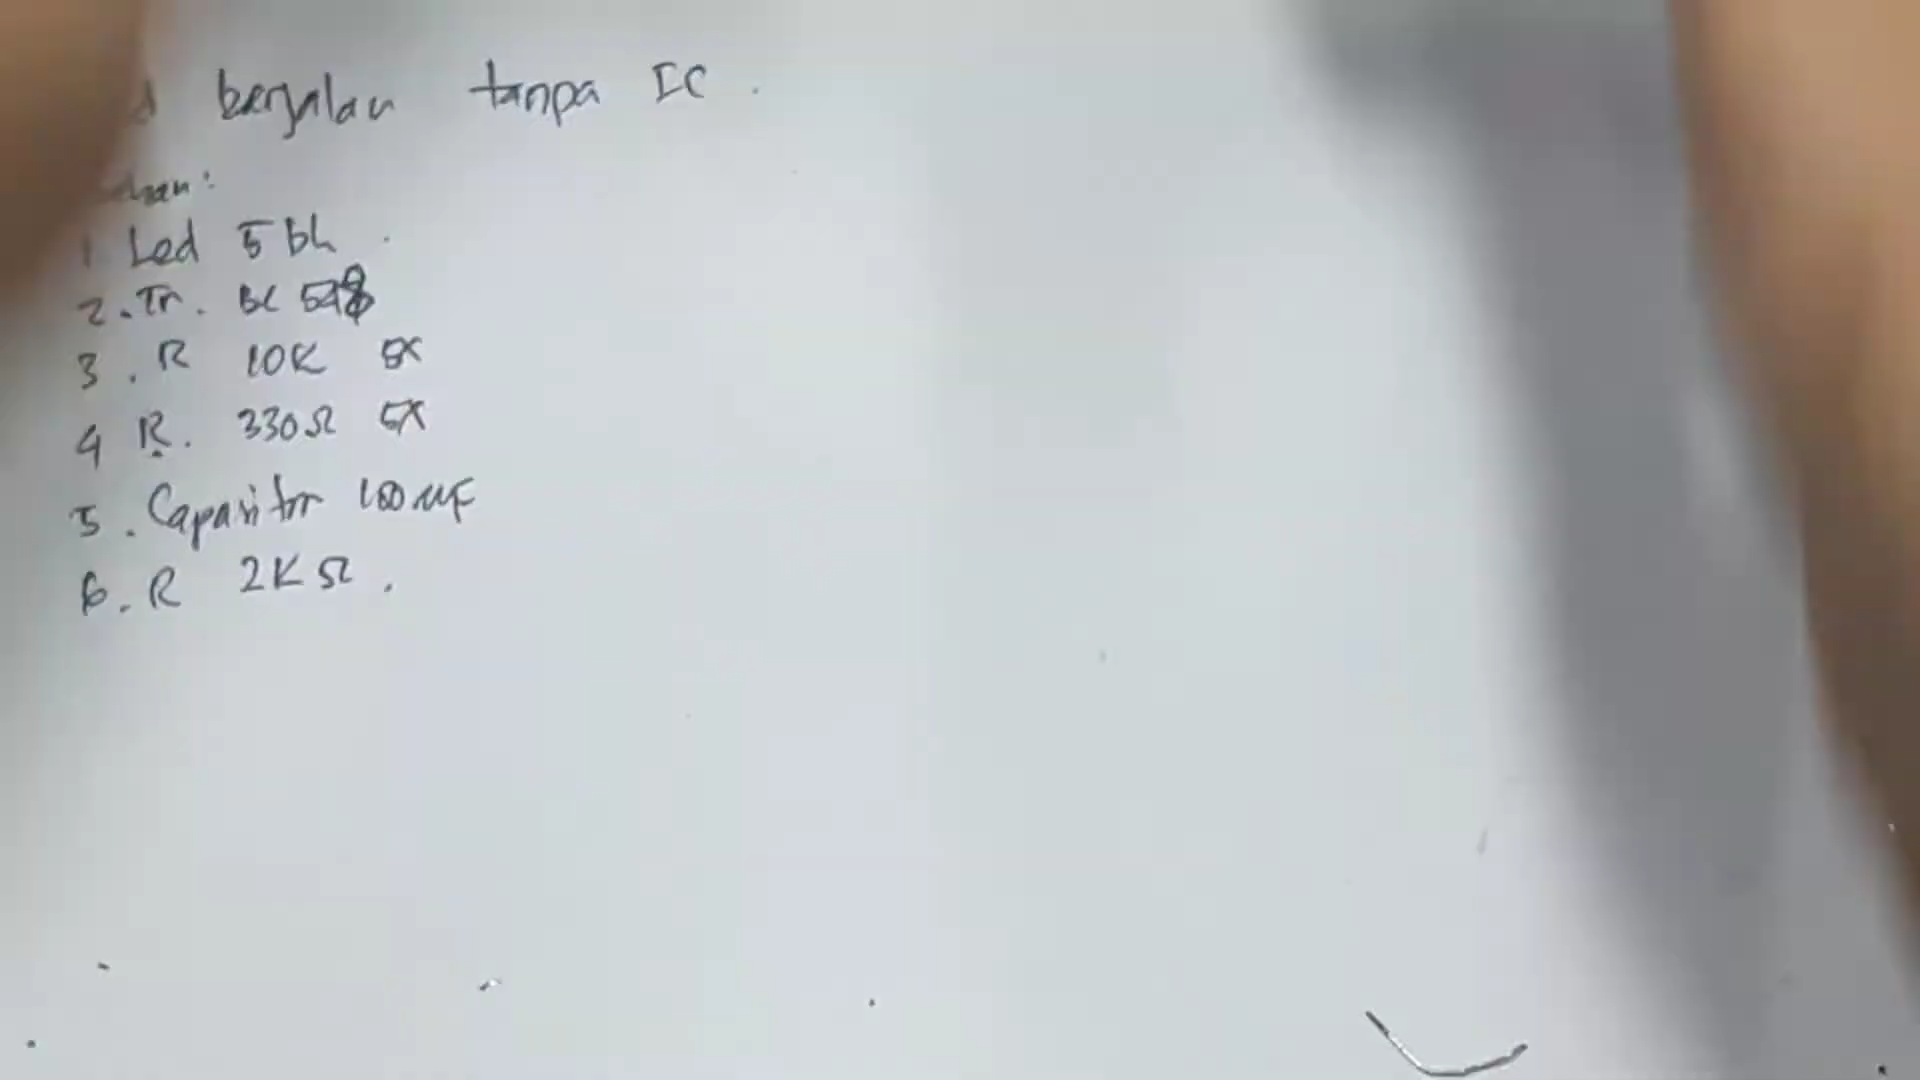 berjalan tanpa IC.
1. Led 5 bh.
2. Tr. BC 548
3. R 10K 5X
4 R. 330Ω 5X
5. Capasitor 100 uF
6. R 2KΩ.